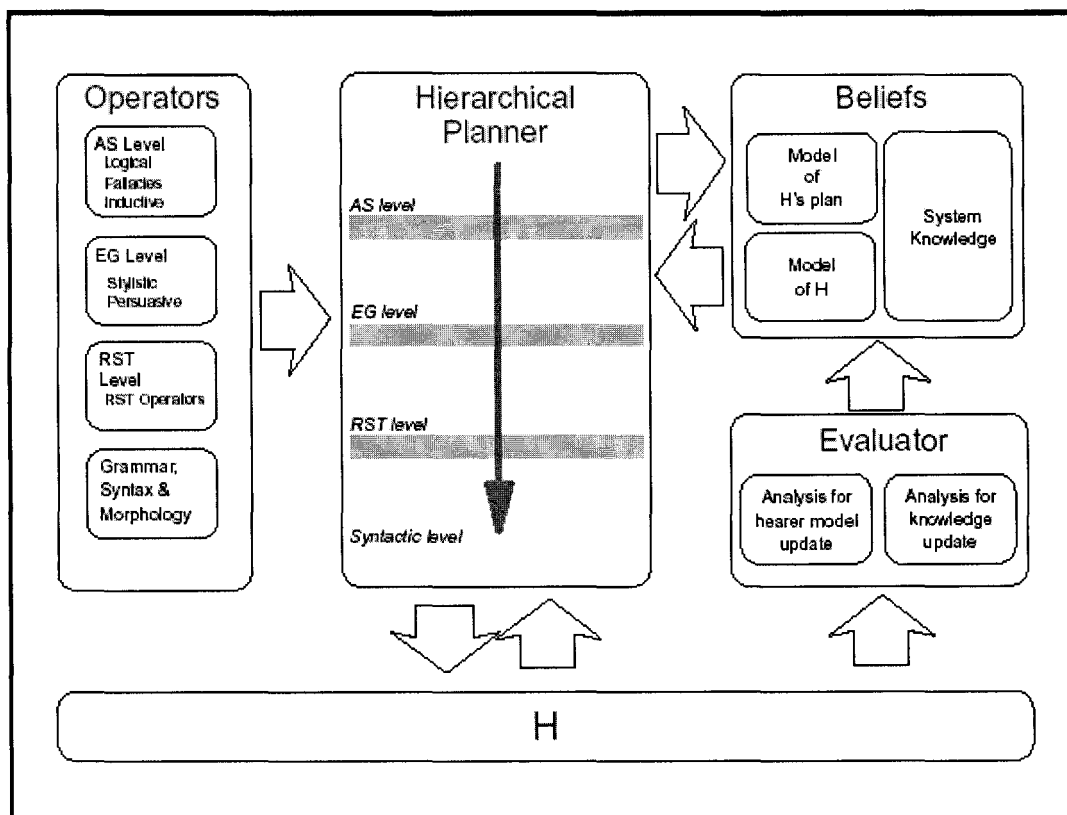 Operators
AS Level
Logical
Fallacies
Inductive
EG Level
Stylistic
Persuasive
RST
Level
RST Operators
Grammar,
Syntax &
Morphology
Hierarchical
Planner
AS level
EG level
RST level
Syntactic level
Beliefs
Model
of
H's plan
Model
of H
System
Knowledge
Evaluator
Analysis for
hearer model
update
Analysis for
knowledge
update
H